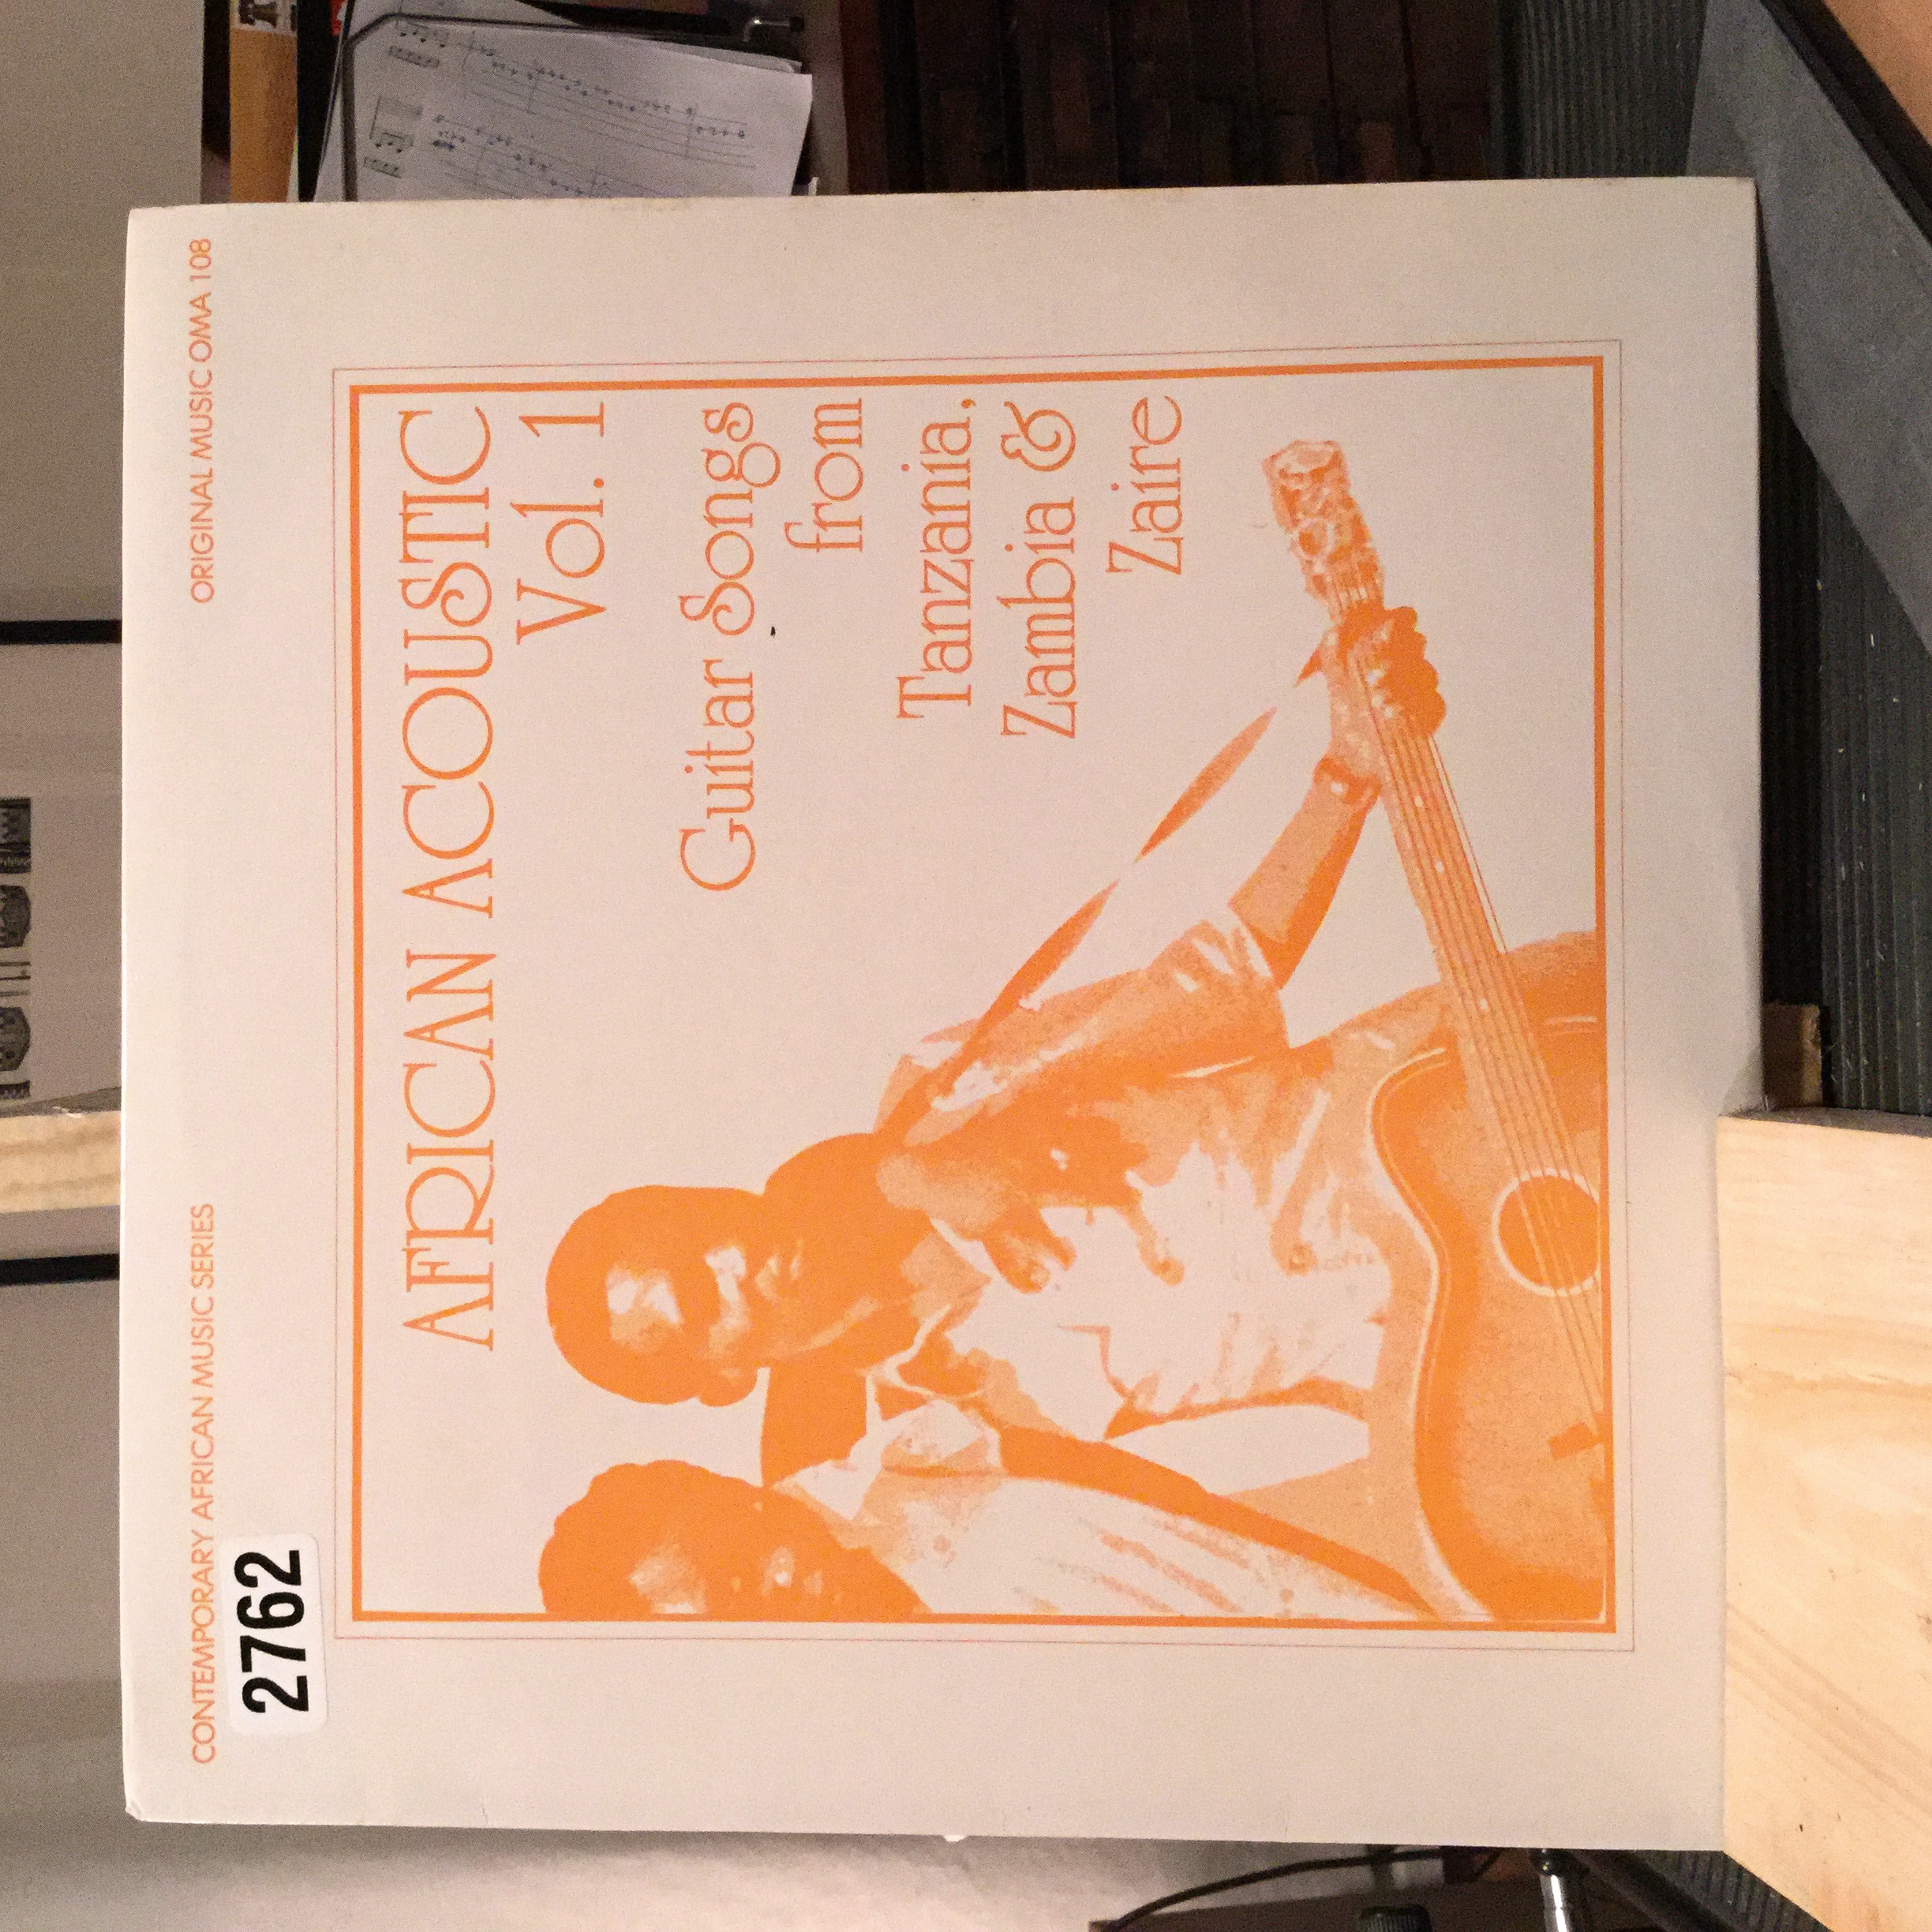 CONTEMPORARY AFRICAN MUSIC SERIES
ORIGINAL MUSIC OMA 108
2762
AFRICAN ACOUSTIC
Vol. 1
Guitar Songs
from
Tanzania,
Zambia &
Zaire